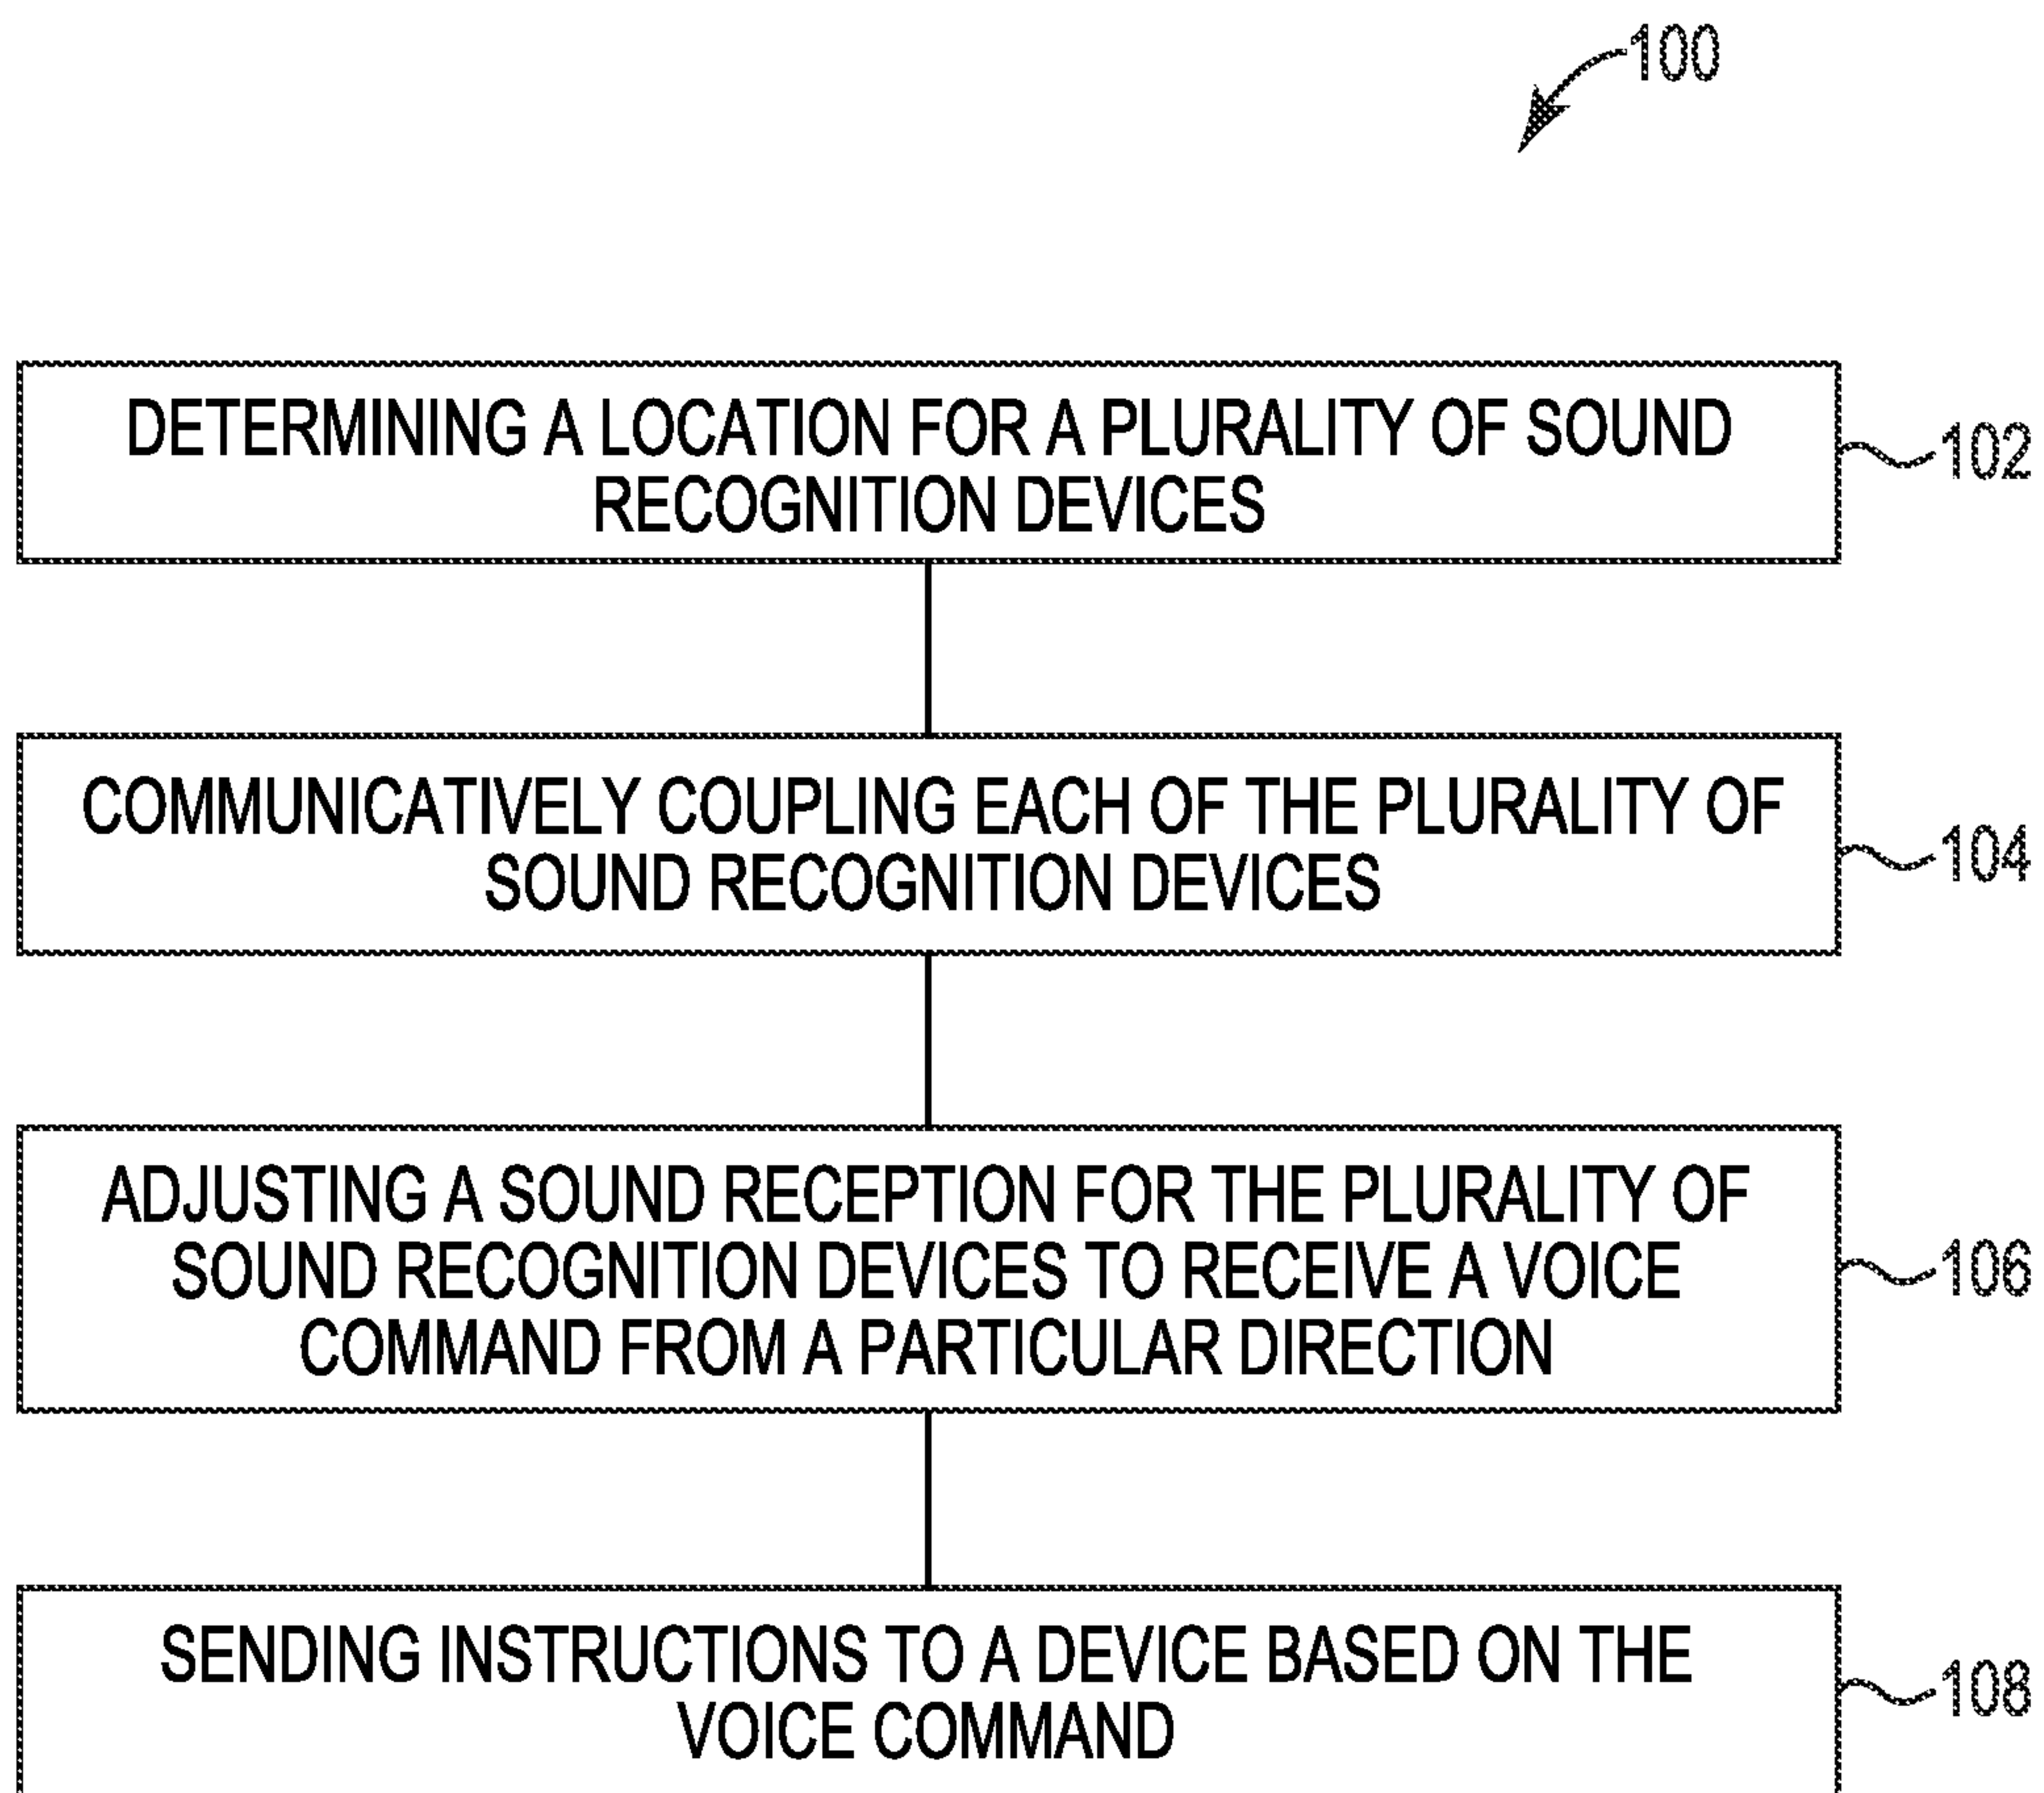 100
DETERMINING A LOCATION FOR A PLURALITY OF SOUND
RECOGNITION DEVICES
102
COMMUNICATIVELY COUPLING EACH OF THE PLURALITY OF
SOUND RECOGNITION DEVICES
104
ADJUSTING A SOUND RECEPTION FOR THE PLURALITY OF
SOUND RECOGNITION DEVICES TO RECEIVE A VOICE
COMMAND FROM A PARTICULAR DIRECTION
106
SENDING INSTRUCTIONS TO A DEVICE BASED ON THE
VOICE COMMAND
108